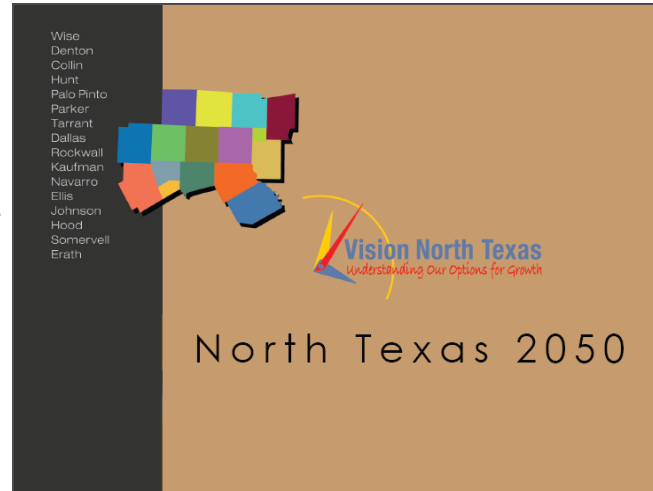 Wise
Denton
Collin
Hunt
Palo Pinto
Parker
Tarrant
Dallas
Rockwall
Kaufman
Navarro
Ellis
Johnson
Hood
Somervell
Erath
Vision North Texas
Understanding Our Options for Growth
North Texas 2050